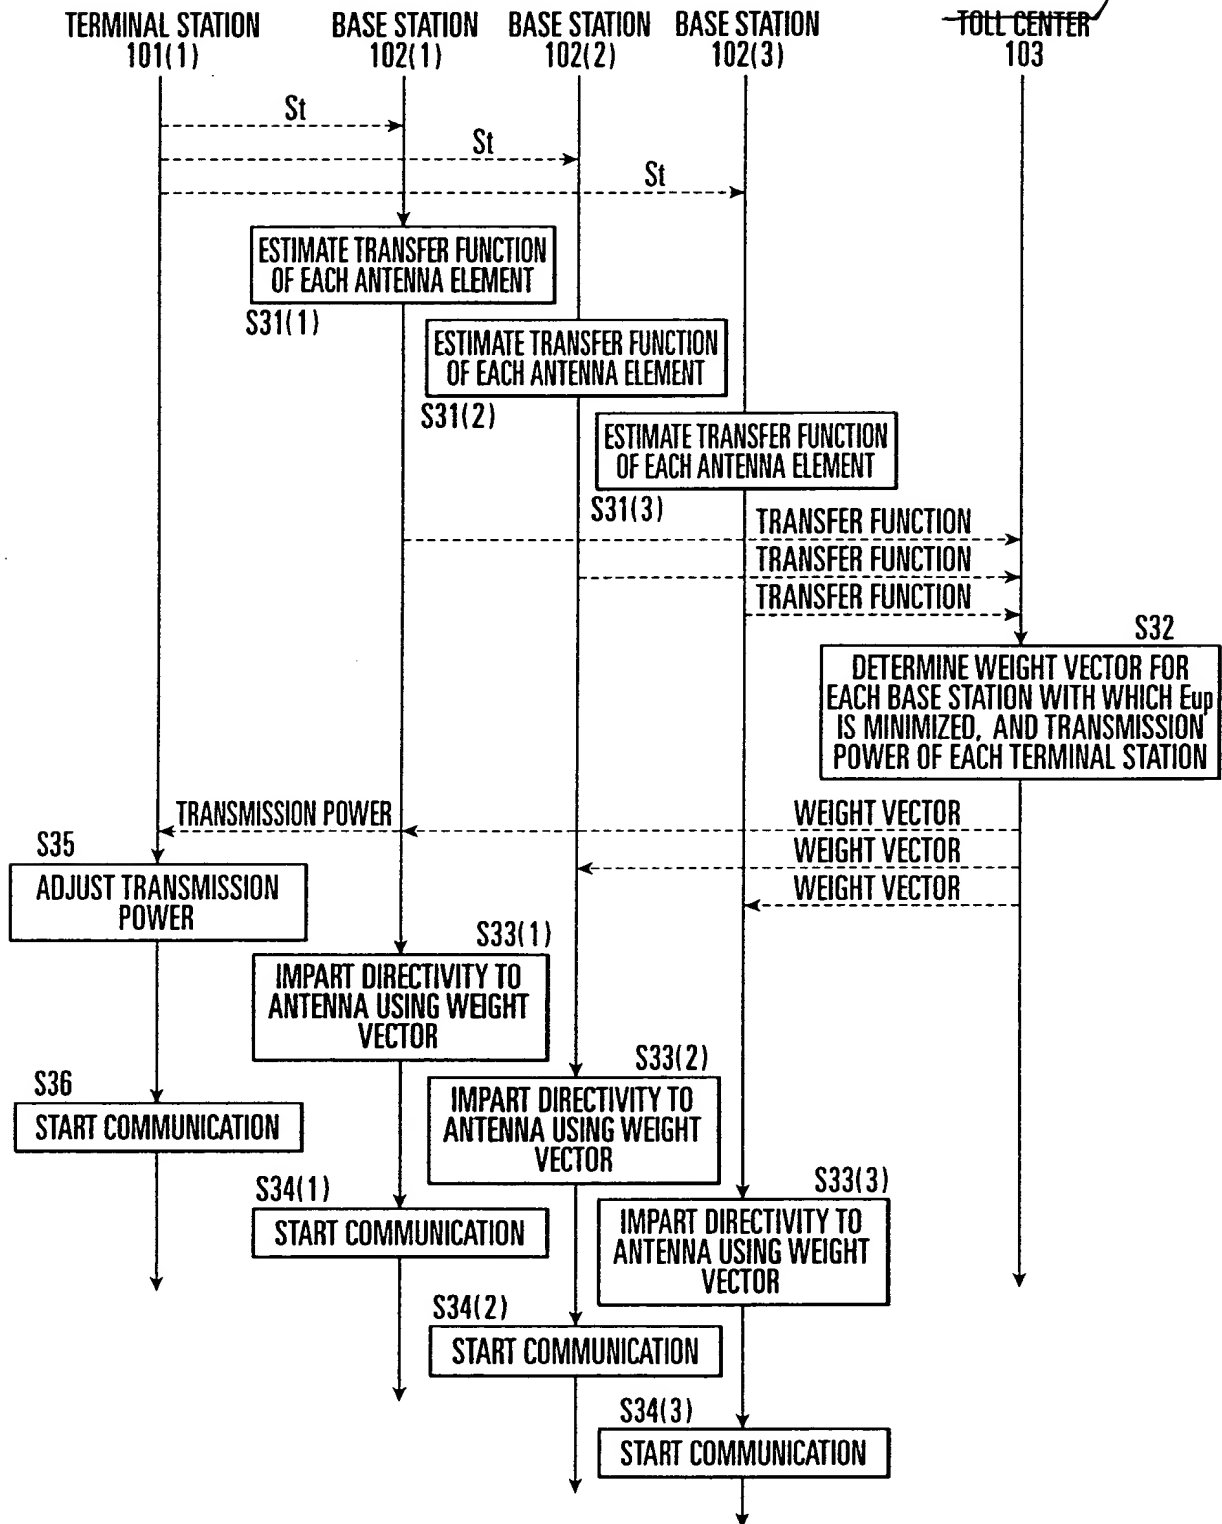 TERMINAL STATION
101(1)
BASE STATION
102(1)
BASE STATION
102(2)
BASE STATION
102(3)
TOLL CENTER
103
St
St
St
ESTIMATE TRANSFER FUNCTION
OF EACH ANTENNA ELEMENT
S31(1)
ESTIMATE TRANSFER FUNCTION
OF EACH ANTENNA ELEMENT
S31(2)
ESTIMATE TRANSFER FUNCTION
OF EACH ANTENNA ELEMENT
S31(3)
TRANSFER FUNCTION
TRANSFER FUNCTION
TRANSFER FUNCTION
S32
DETERMINE WEIGHT VECTOR FOR
EACH BASE STATION WITH WHICH Eup
IS MINIMIZED, AND TRANSMISSION
POWER OF EACH TERMINAL STATION
TRANSMISSION POWER
WEIGHT VECTOR
WEIGHT VECTOR
WEIGHT VECTOR
S35
ADJUST TRANSMISSION
POWER
S33(1)
IMPART DIRECTIVITY TO
ANTENNA USING WEIGHT
VECTOR
S33(2)
IMPART DIRECTIVITY TO
ANTENNA USING WEIGHT
VECTOR
S36
START COMMUNICATION
S33(3)
IMPART DIRECTIVITY TO
ANTENNA USING WEIGHT
VECTOR
S34(1)
START COMMUNICATION
S34(2)
START COMMUNICATION
S34(3)
START COMMUNICATION